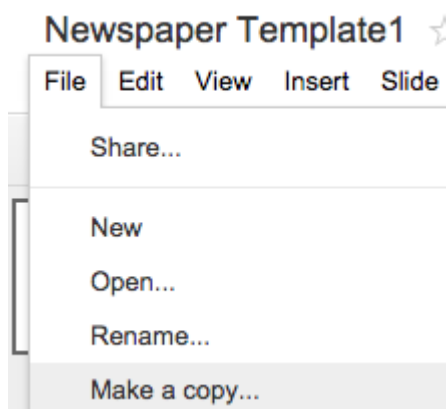 Newspaper Template1
File Edit View Insert Slide
Share...
New
Open...
Rename...
Make a copy...